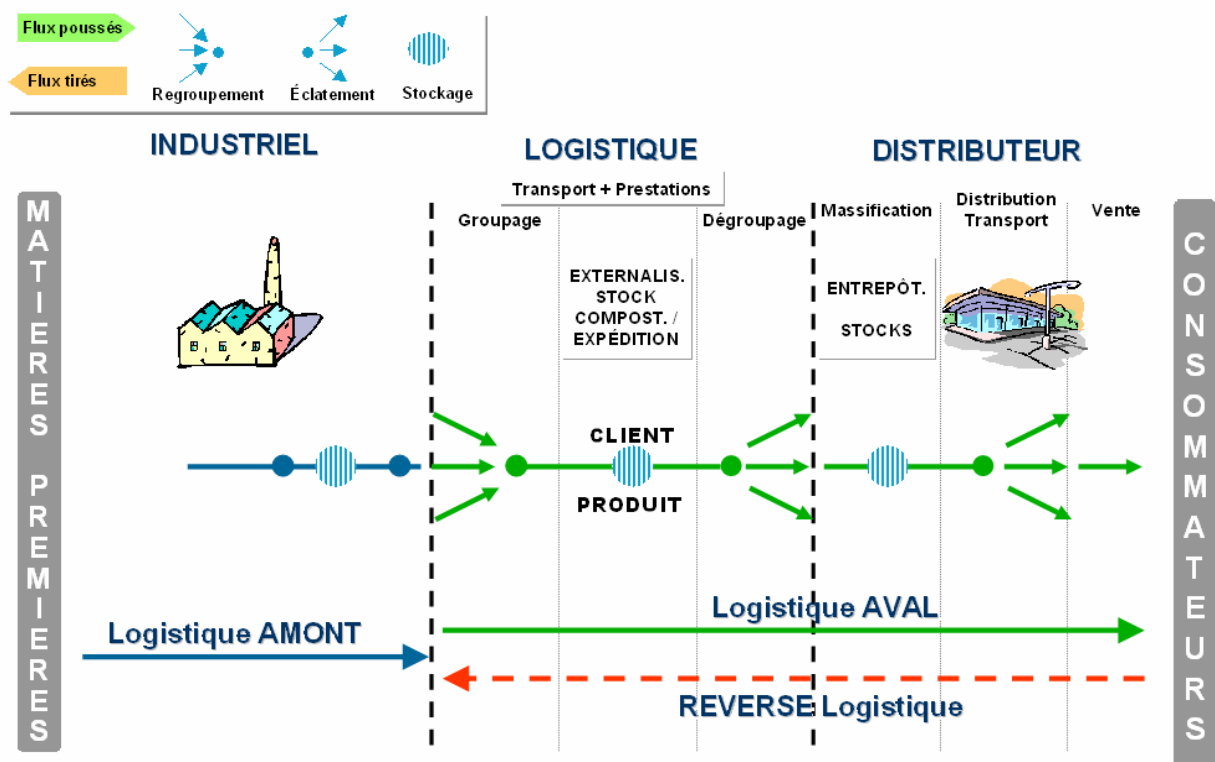 Flux poussés
Flux tirés
Regroupement
Éclatement
Stockage
INDUSTRIEL
LOGISTIQUE
DISTRIBUTEUR
Transport + Prestations
Groupage
Dégroupage
Massification
Distribution
Transport
Vente
MATIERES PREMIERES
EXTERNALIS.
STOCK
COMPOST. /
EXPÉDITION
ENTREPÔT.
STOCKS
CONSOMMATEURS
CLIENT
PRODUIT
Logistique AMONT
Logistique AVAL
REVERSE Logistique